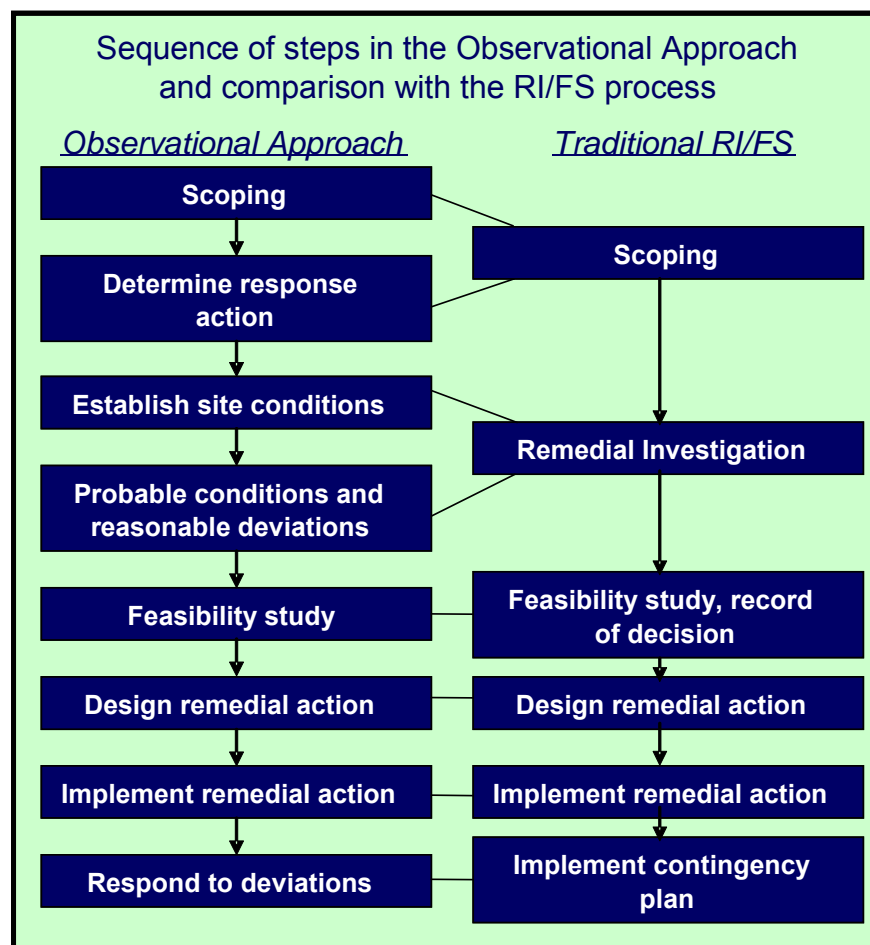 Sequence of steps in the Observational Approach
and comparison with the RI/FS process
Observational Approach
Traditional RI/FS
Scoping
Determine response
action
Establish site conditions
Probable conditions and
reasonable deviations
Feasibility study
Design remedial action
Implement remedial action
Respond to deviations
Scoping
Remedial Investigation
Feasibility study, record
of decision
Design remedial action
Implement remedial action
Implement contingency
plan